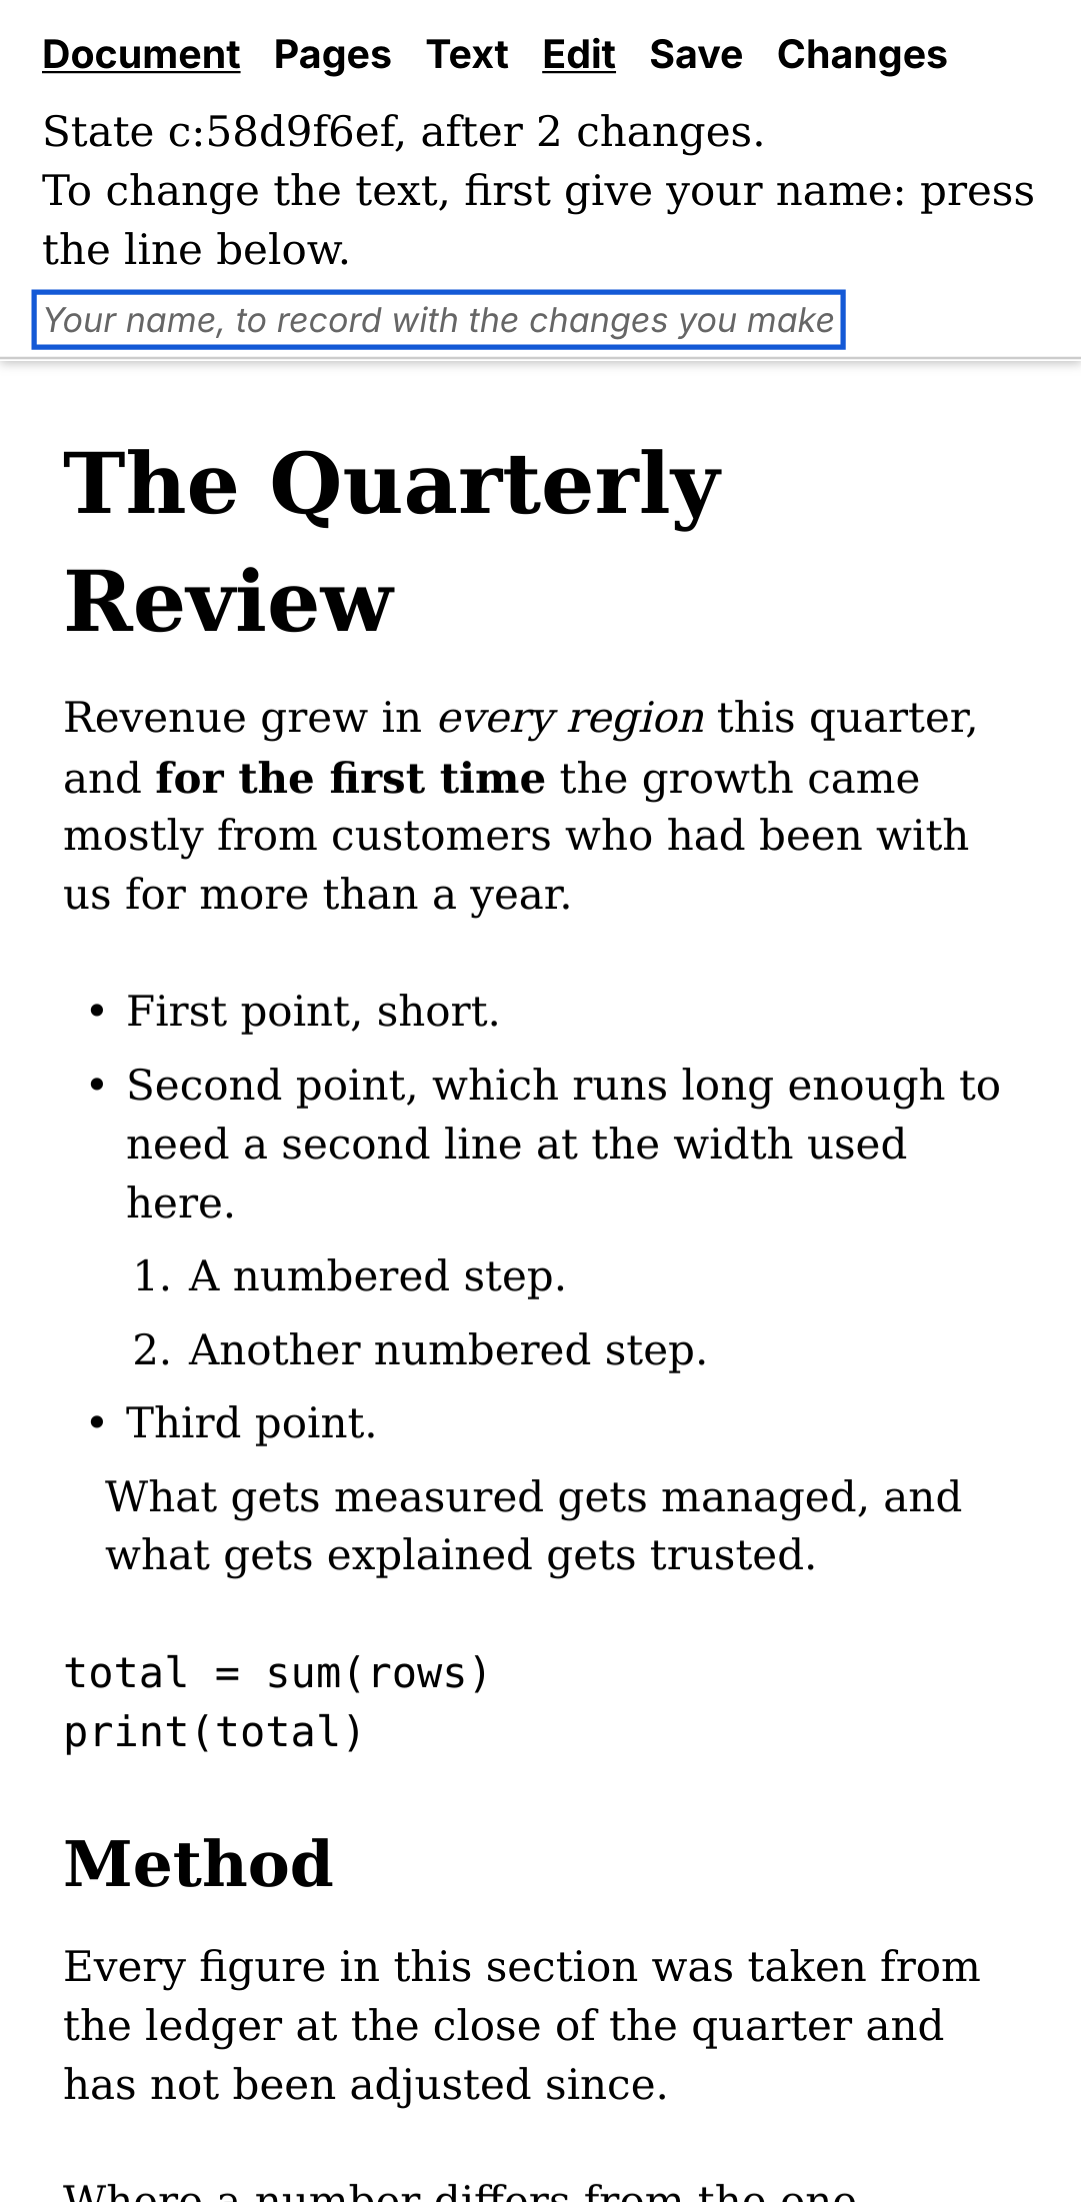 Document Pages Text Edit Save Changes
State c:58d9f6ef, after 2 changes.
To change the text, first give your name: press
the line below.
Your name, to record with the changes you make
The Quarterly
Review
Revenue grew in every region this quarter,
and for the first time the growth came
mostly from customers who had been with
us for more than a year.
• First point, short.
• Second point, which runs long enough to
need a second line at the width used
here.
1. A numbered step.
2. Another numbered step.
• Third point.
What gets measured gets managed, and
what gets explained gets trusted.
total = sum(rows)
print(total)
Method
Every figure in this section was taken from
the ledger at the close of the quarter and
has not been adjusted since.
Where a number differs from the one